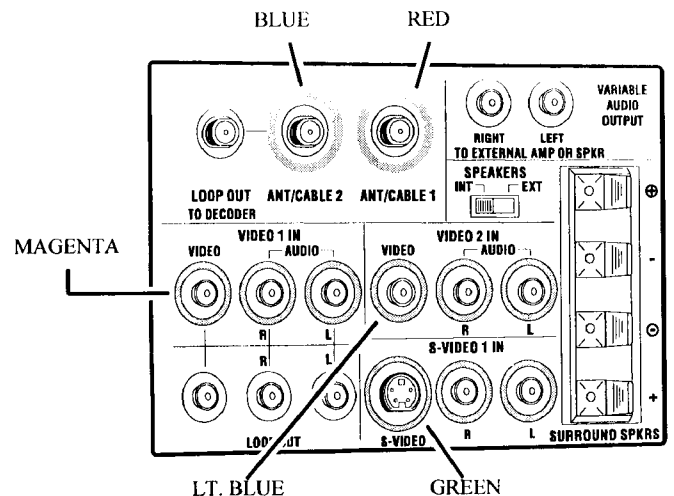 BLUE RED
VARIABLE
AUDIO
OUTPUT
RIGHT LEFT
TO EXTERNAL AMP OR SPKR
SPEAKERS
INT EXT
LOOP OUT ANT/CABLE 2 ANT/CABLE 1
TO DECODER
MAGENTA
VIDEO 1 IN VIDEO 2 IN
VIDEO AUDIO VIDEO AUDIO
R L R L
R L S-VIDEO 1 IN
LOOP OUT S-VIDEO R L SURROUND SPKRS
+
-
-
+
LT. BLUE GREEN